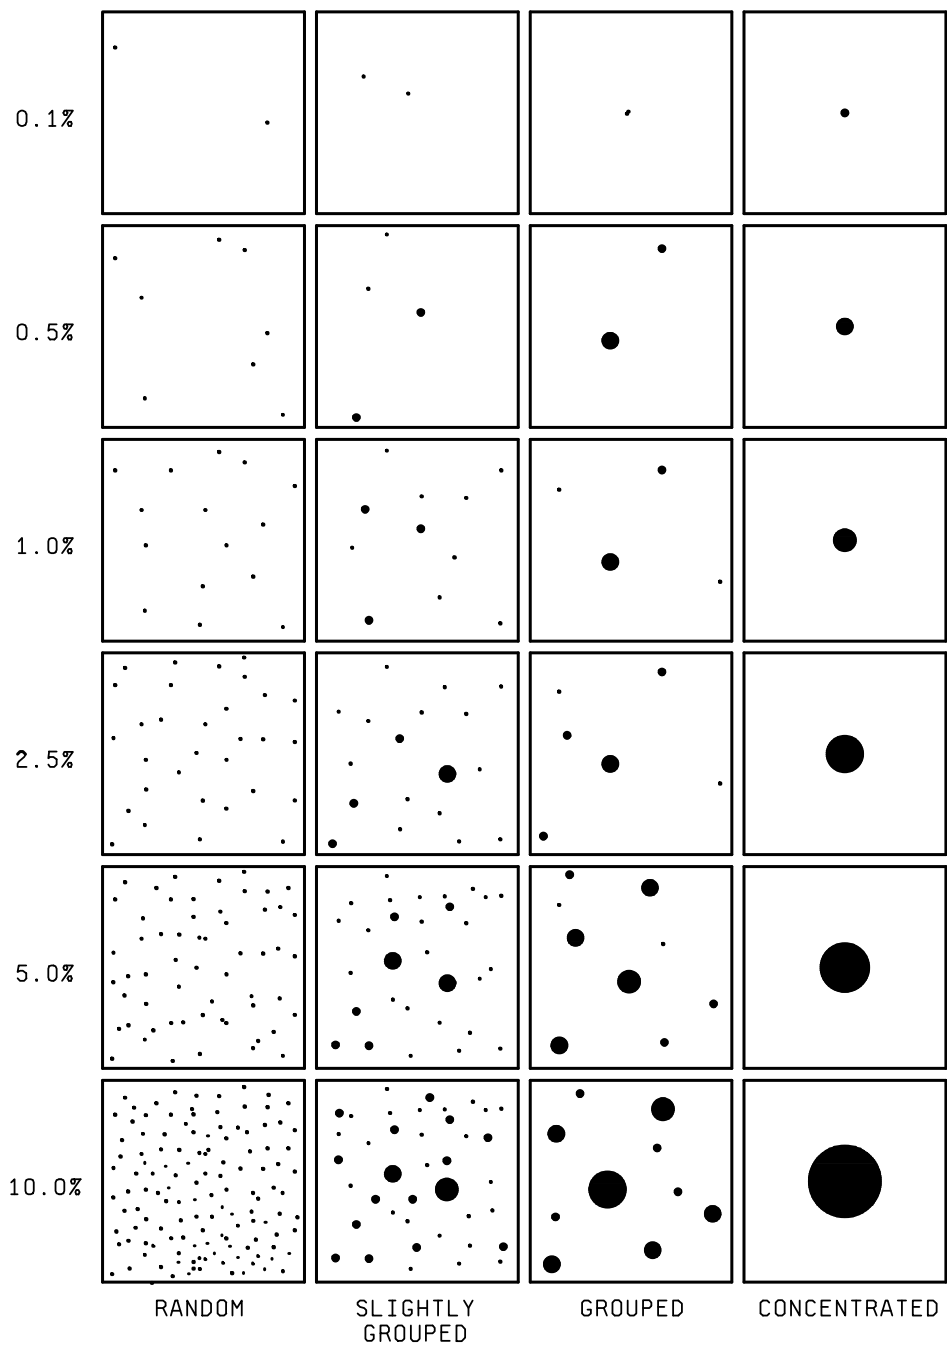 0.1%
0.5%
1.0%
2.5%
5.0%
10.0%
RANDOM
SLIGHTLY
GROUPED
GROUPED
CONCENTRATED